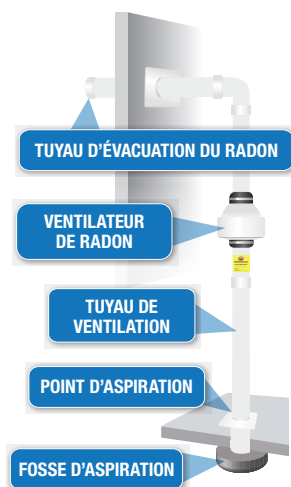 TUYAU D'ÉVACUATION DU RADON
VENTILATEUR
DE RADON
TUYAU DE
VENTILATION
POINT D'ASPIRATION
FOSSE D'ASPIRATION